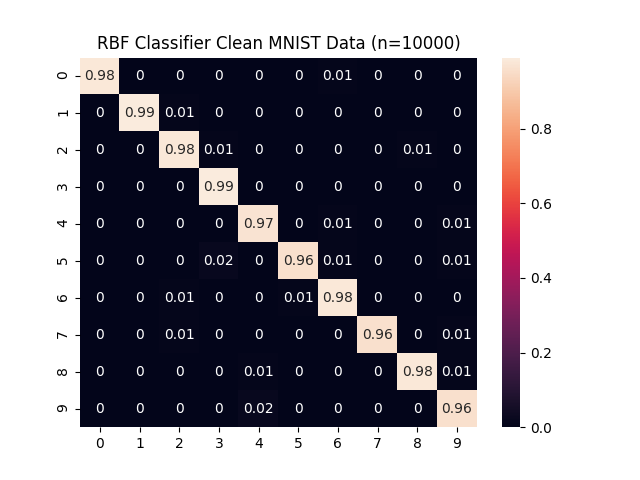 RBF Classifier Clean MNIST Data (n=10000)
0 0.98 0 0 0 0 0 0.01 0 0 0
1 0 0.99 0.01 0 0 0 0 0 0 0
2 0 0 0.98 0.01 0 0 0 0 0.01 0
3 0 0 0 0.99 0 0 0 0 0 0
4 0 0 0 0 0.97 0 0.01 0 0 0.01
5 0 0 0 0.02 0 0.96 0.01 0 0 0.01
6 0 0 0.01 0 0 0.01 0.98 0 0 0
7 0 0 0.01 0 0 0 0 0.96 0 0.01
8 0 0 0 0 0.01 0 0 0 0.98 0.01
9 0 0 0 0 0.02 0 0 0 0 0.96
0 1 2 3 4 5 6 7 8 9
0.8
0.6
0.4
0.2
0.0